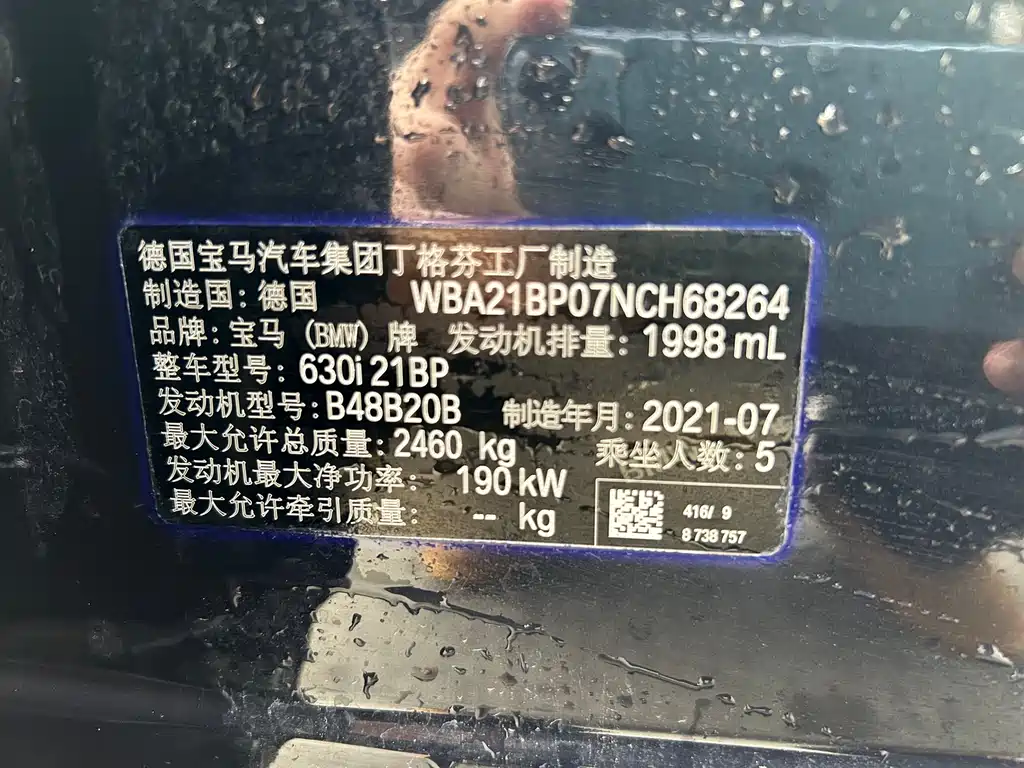 德国宝马汽车集团丁格芬工厂制造
制造国：德国 WBA21BP07NCH68264
品牌：宝马（BMW）牌 发动机排量：1998 mL
整车型号：630i 21BP
发动机型号：B48B20B 制造年月：2021-07
最大允许总质量：2460 kg 乘坐人数：5
发动机最大净功率： 190 kW
最大允许牵引质量： -- kg
416/ 9
8 738 757